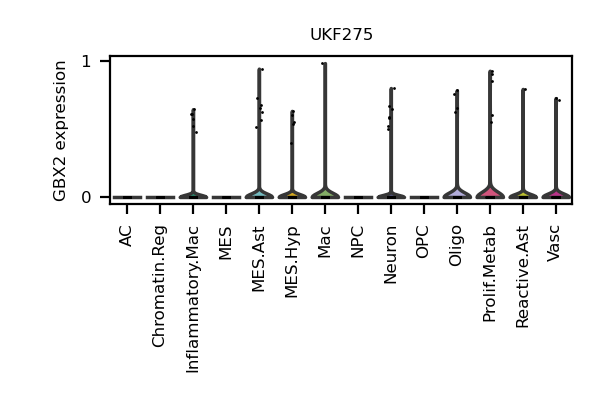 UKF275
GBX2 expression
1
0
AC
Chromatin.Reg
Inflammatory.Mac
MES
MES.Ast
MES.Hyp
Mac
NPC
Neuron
OPC
Oligo
Prolif.Metab
Reactive.Ast
Vasc